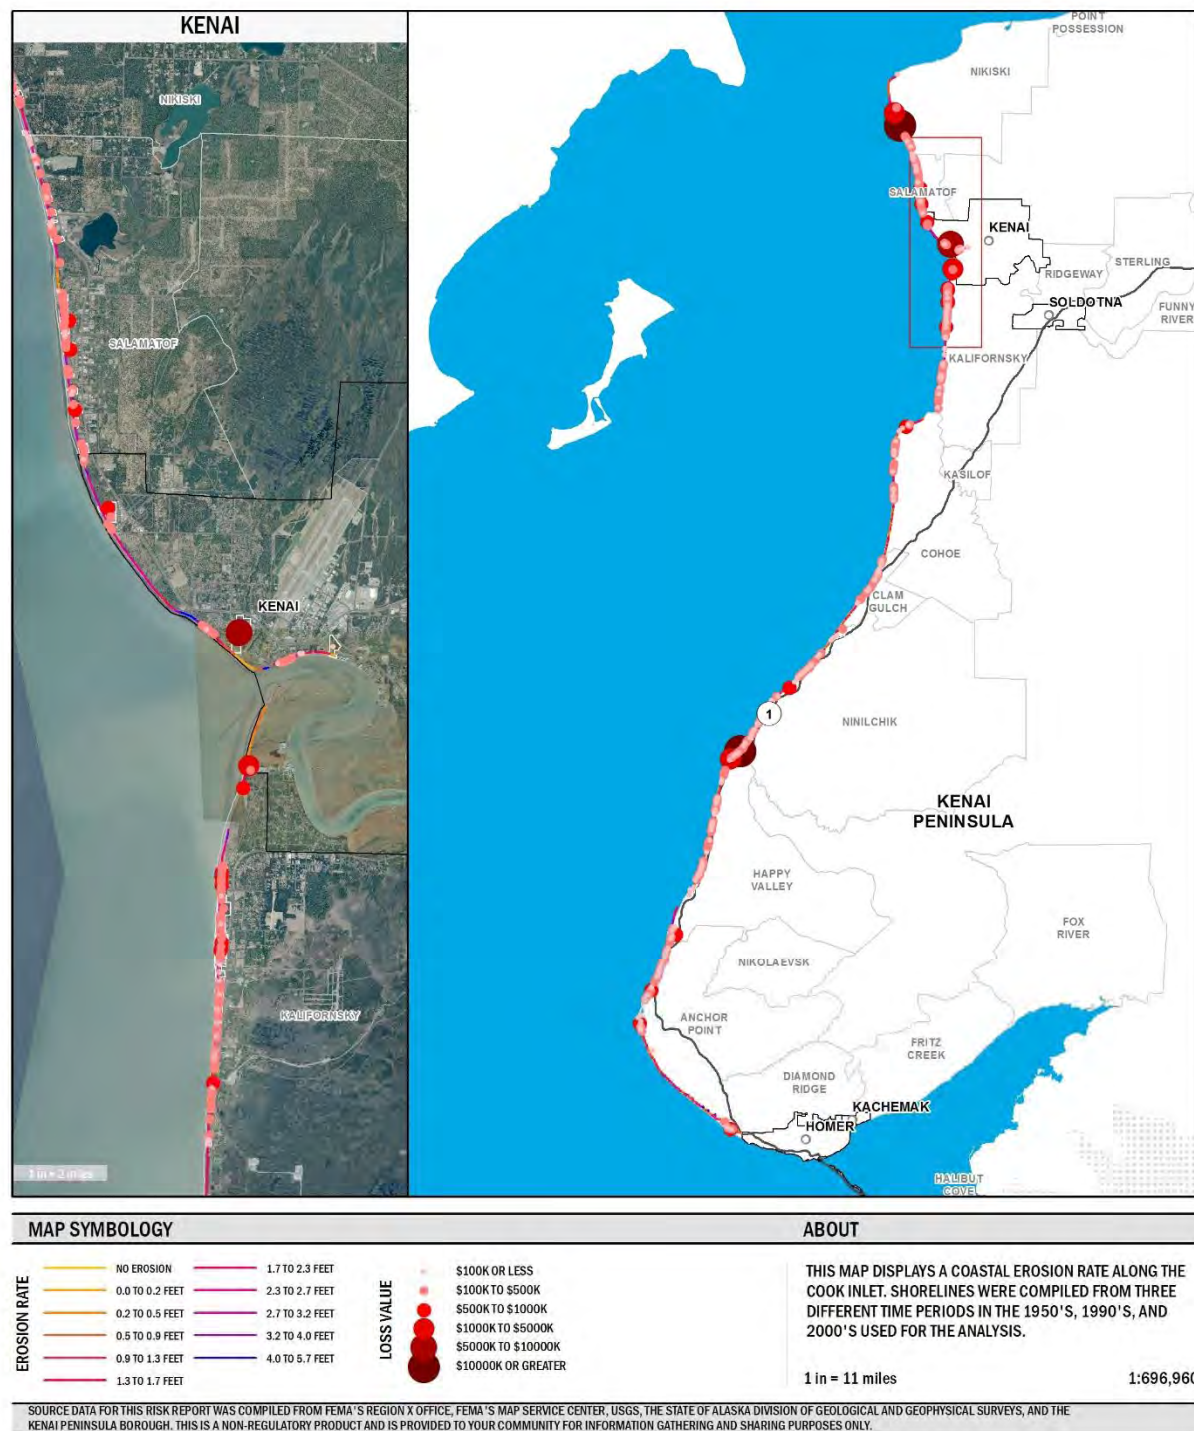 KENAI
NIKISKI
SALAMATOF
KENAI
KALIFORNSKY
1 in = 2 miles
POINT
POSSESSION
NIKISKI
SALAMATOF
KENAI
RIDGEWAY
STERLING
SOLDOTNA
FUNNY
RIVER
KALIFORNSKY
KASILOF
COHOE
CLAM
GULCH
1
NINILCHIK
KENAI
PENINSULA
HAPPY
VALLEY
FOX
RIVER
NIKOLAEVSK
ANCHOR
POINT
FRITZ
CREEK
DIAMOND
RIDGE
KACHEMAK
HOMER
HALIBUT
COVE
MAP SYMBOLOGY
EROSION RATE
NO EROSION
0.0 TO 0.2 FEET
0.2 TO 0.5 FEET
0.5 TO 0.9 FEET
0.9 TO 1.3 FEET
1.3 TO 1.7 FEET
1.7 TO 2.3 FEET
2.3 TO 2.7 FEET
2.7 TO 3.2 FEET
3.2 TO 4.0 FEET
4.0 TO 5.7 FEET
LOSS VALUE
$100K OR LESS
$100K TO $500K
$500K TO $1000K
$1000K TO $5000K
$5000K TO $10000K
$10000K OR GREATER
ABOUT
THIS MAP DISPLAYS A COASTAL EROSION RATE ALONG THE
COOK INLET. SHORELINES WERE COMPILED FROM THREE
DIFFERENT TIME PERIODS IN THE 1950'S, 1990'S, AND
2000'S USED FOR THE ANALYSIS.
1 in = 11 miles
1:696,960
SOURCE DATA FOR THIS RISK REPORT WAS COMPILED FROM FEMA'S REGION X OFFICE, FEMA'S MAP SERVICE CENTER, USGS, THE STATE OF ALASKA DIVISION OF GEOLOGICAL AND GEOPHYSICAL SURVEYS, AND THE
KENAI PENINSULA BOROUGH. THIS IS A NON-REGULATORY PRODUCT AND IS PROVIDED TO YOUR COMMUNITY FOR INFORMATION GATHERING AND SHARING PURPOSES ONLY.